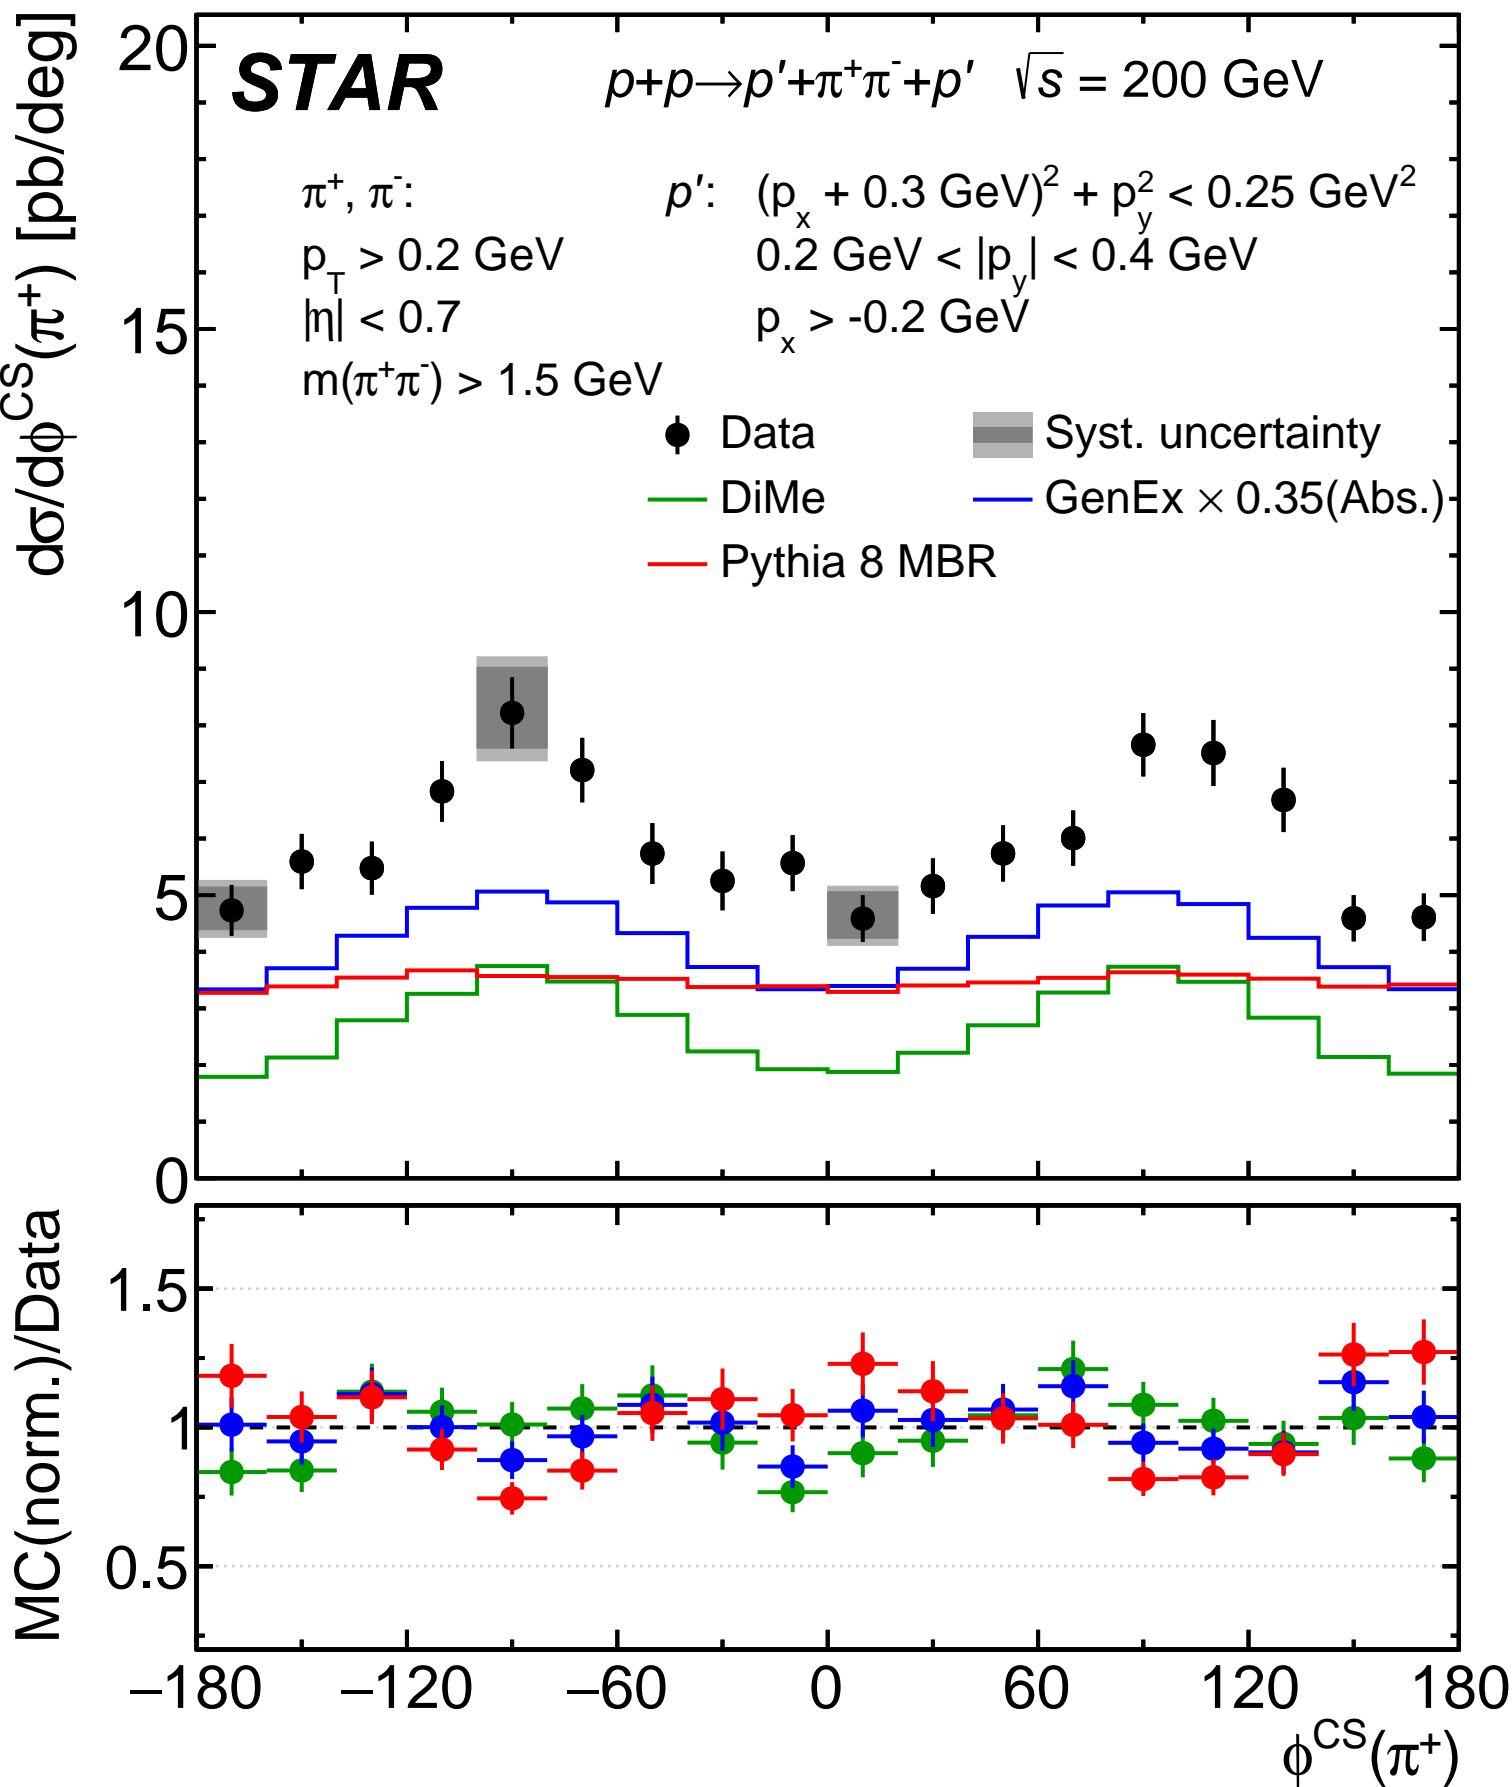 dσ/dϕ^CS(π⁺) [pb/deg]
20
15
10
5
0
STAR
p+p→p′+π⁺π⁻+p′ √s = 200 GeV
π⁺, π⁻:
p_T > 0.2 GeV
|η| < 0.7
m(π⁺π⁻) > 1.5 GeV
p′: (p_x + 0.3 GeV)² + p_y² < 0.25 GeV²
0.2 GeV < |p_y| < 0.4 GeV
p_x > -0.2 GeV
Data
Syst. uncertainty
DiMe
GenEx × 0.35(Abs.)
Pythia 8 MBR
MC(norm.)/Data
1.5
1
0.5
−180 −120 −60 0 60 120 180
ϕ^CS(π⁺)